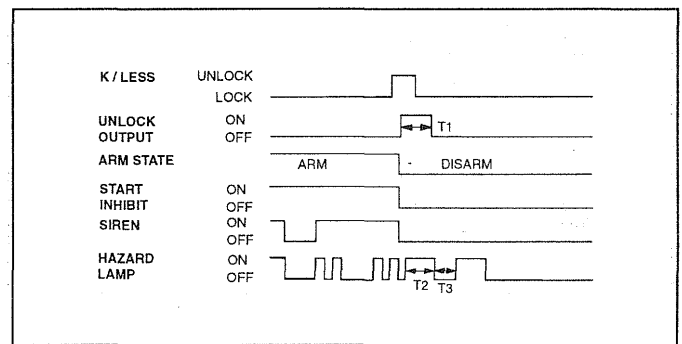 K / LESS UNLOCK
LOCK
UNLOCK ON
OUTPUT OFF
T1
ARM STATE ARM DISARM
START ON
INHIBIT OFF
SIREN ON
OFF
HAZARD ON
LAMP OFF
T2 T3